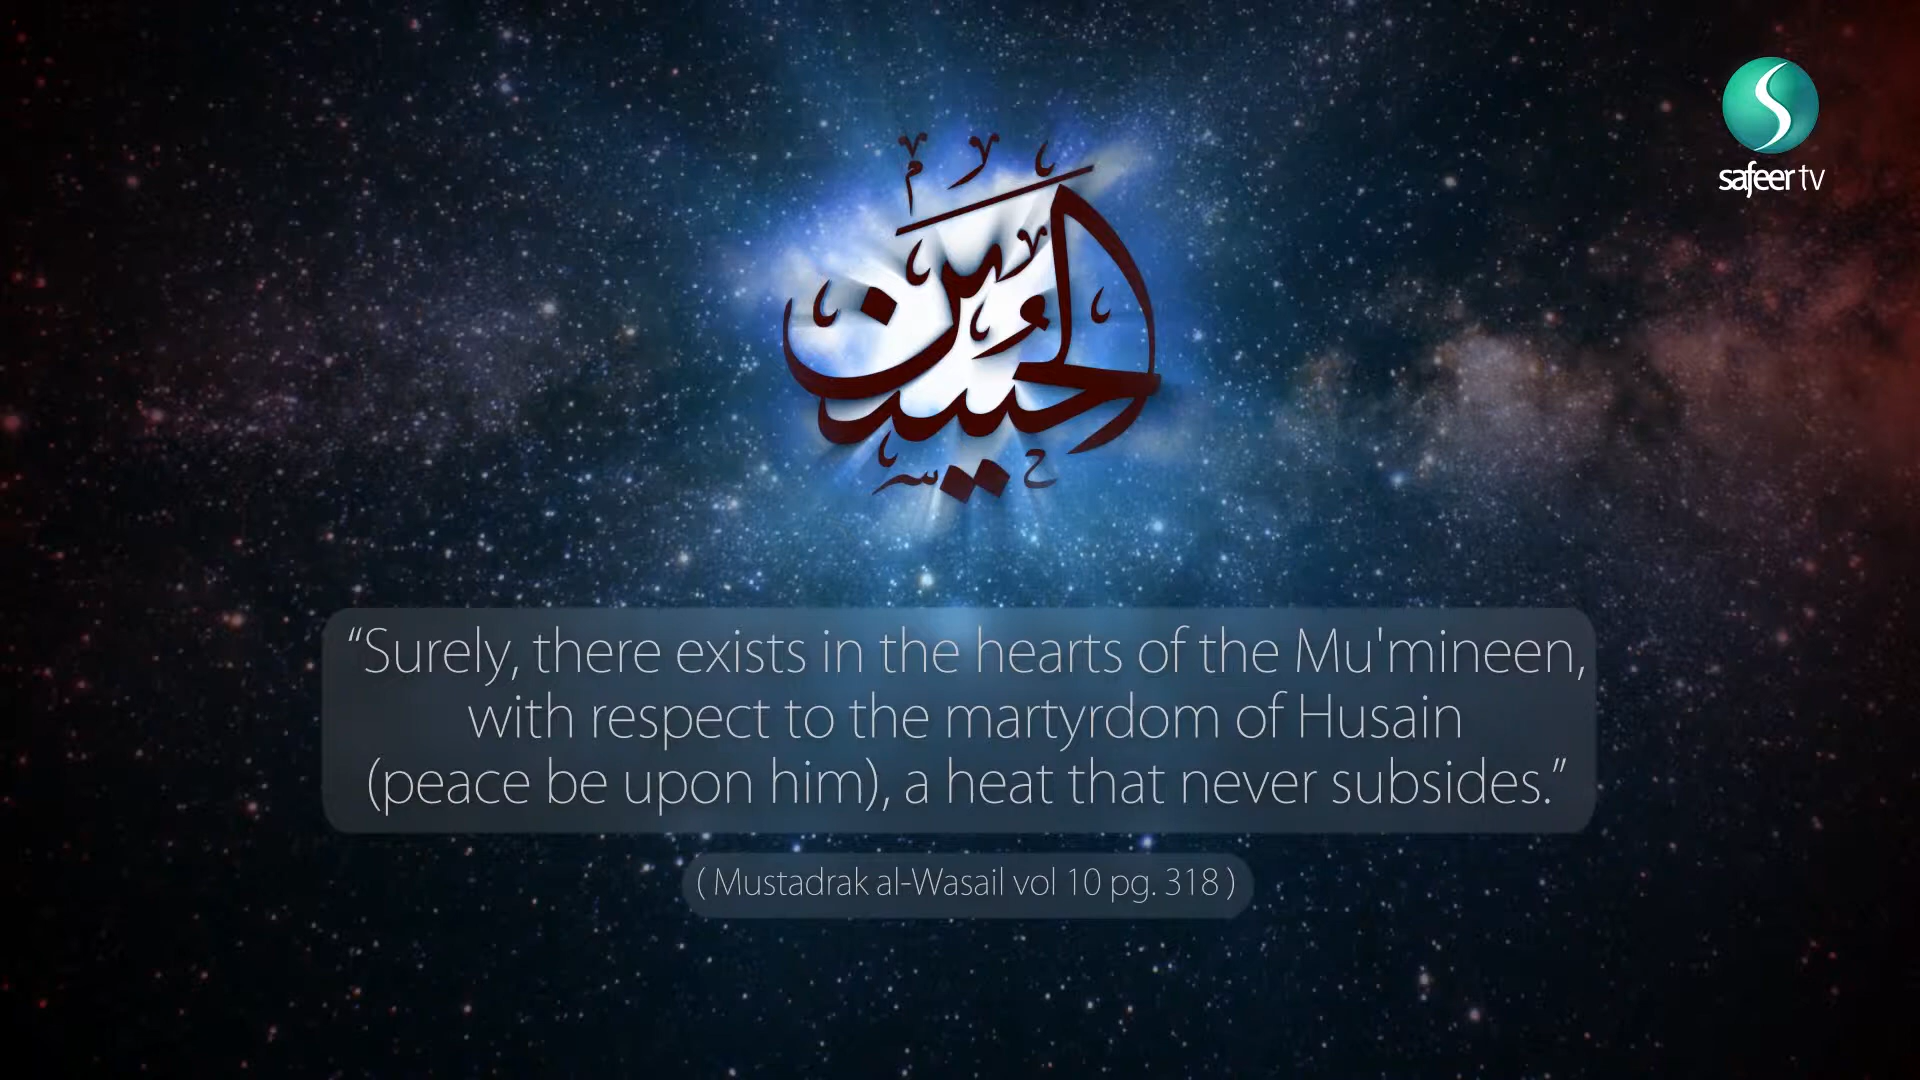 safeer tv
الحسين
“Surely, there exists in the hearts of the Mu'mineen,
with respect to the martyrdom of Husain
(peace be upon him), a heat that never subsides.”
( Mustadrak al-Wasail vol 10 pg. 318 )